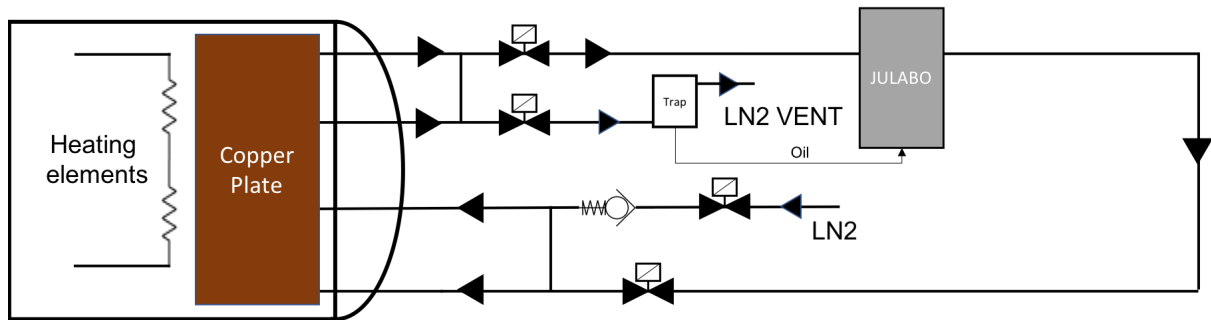 Heating
elements
Copper
Plate
Trap
LN2 VENT
Oil
JULABO
LN2